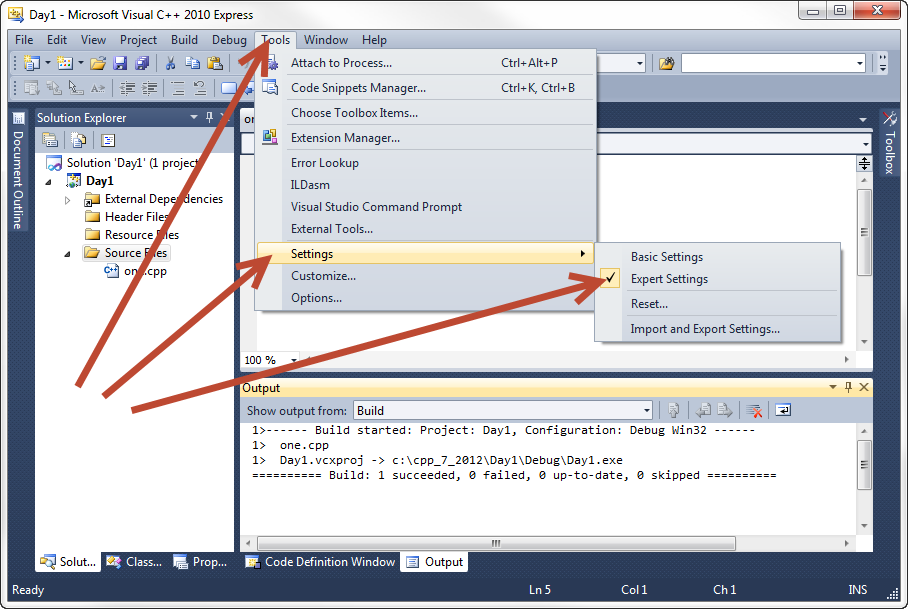 Day1 - Microsoft Visual C++ 2010 Express
File Edit View Project Build Debug Tools Window Help
Attach to Process... Ctrl+Alt+P
Code Snippets Manager... Ctrl+K, Ctrl+B
Choose Toolbox Items...
Extension Manager...
Error Lookup
ILDasm
Visual Studio Command Prompt
External Tools...
Settings
Customize...
Options...
Basic Settings
Expert Settings
Reset...
Import and Export Settings...
Document Outline
Solution Explorer
Solution 'Day1' (1 project
Day1
External Dependencies
Header Files
Resource Files
Source Files
one.cpp
Toolbox
100 %
Output
Show output from: Build
1>------ Build started: Project: Day1, Configuration: Debug Win32 ------
1> one.cpp
1> Day1.vcxproj -> c:\cpp_7_2012\Day1\Debug\Day1.exe
========== Build: 1 succeeded, 0 failed, 0 up-to-date, 0 skipped ==========
Solut... Class... Prop... Code Definition Window Output
Ready Ln 5 Col 1 Ch 1 INS